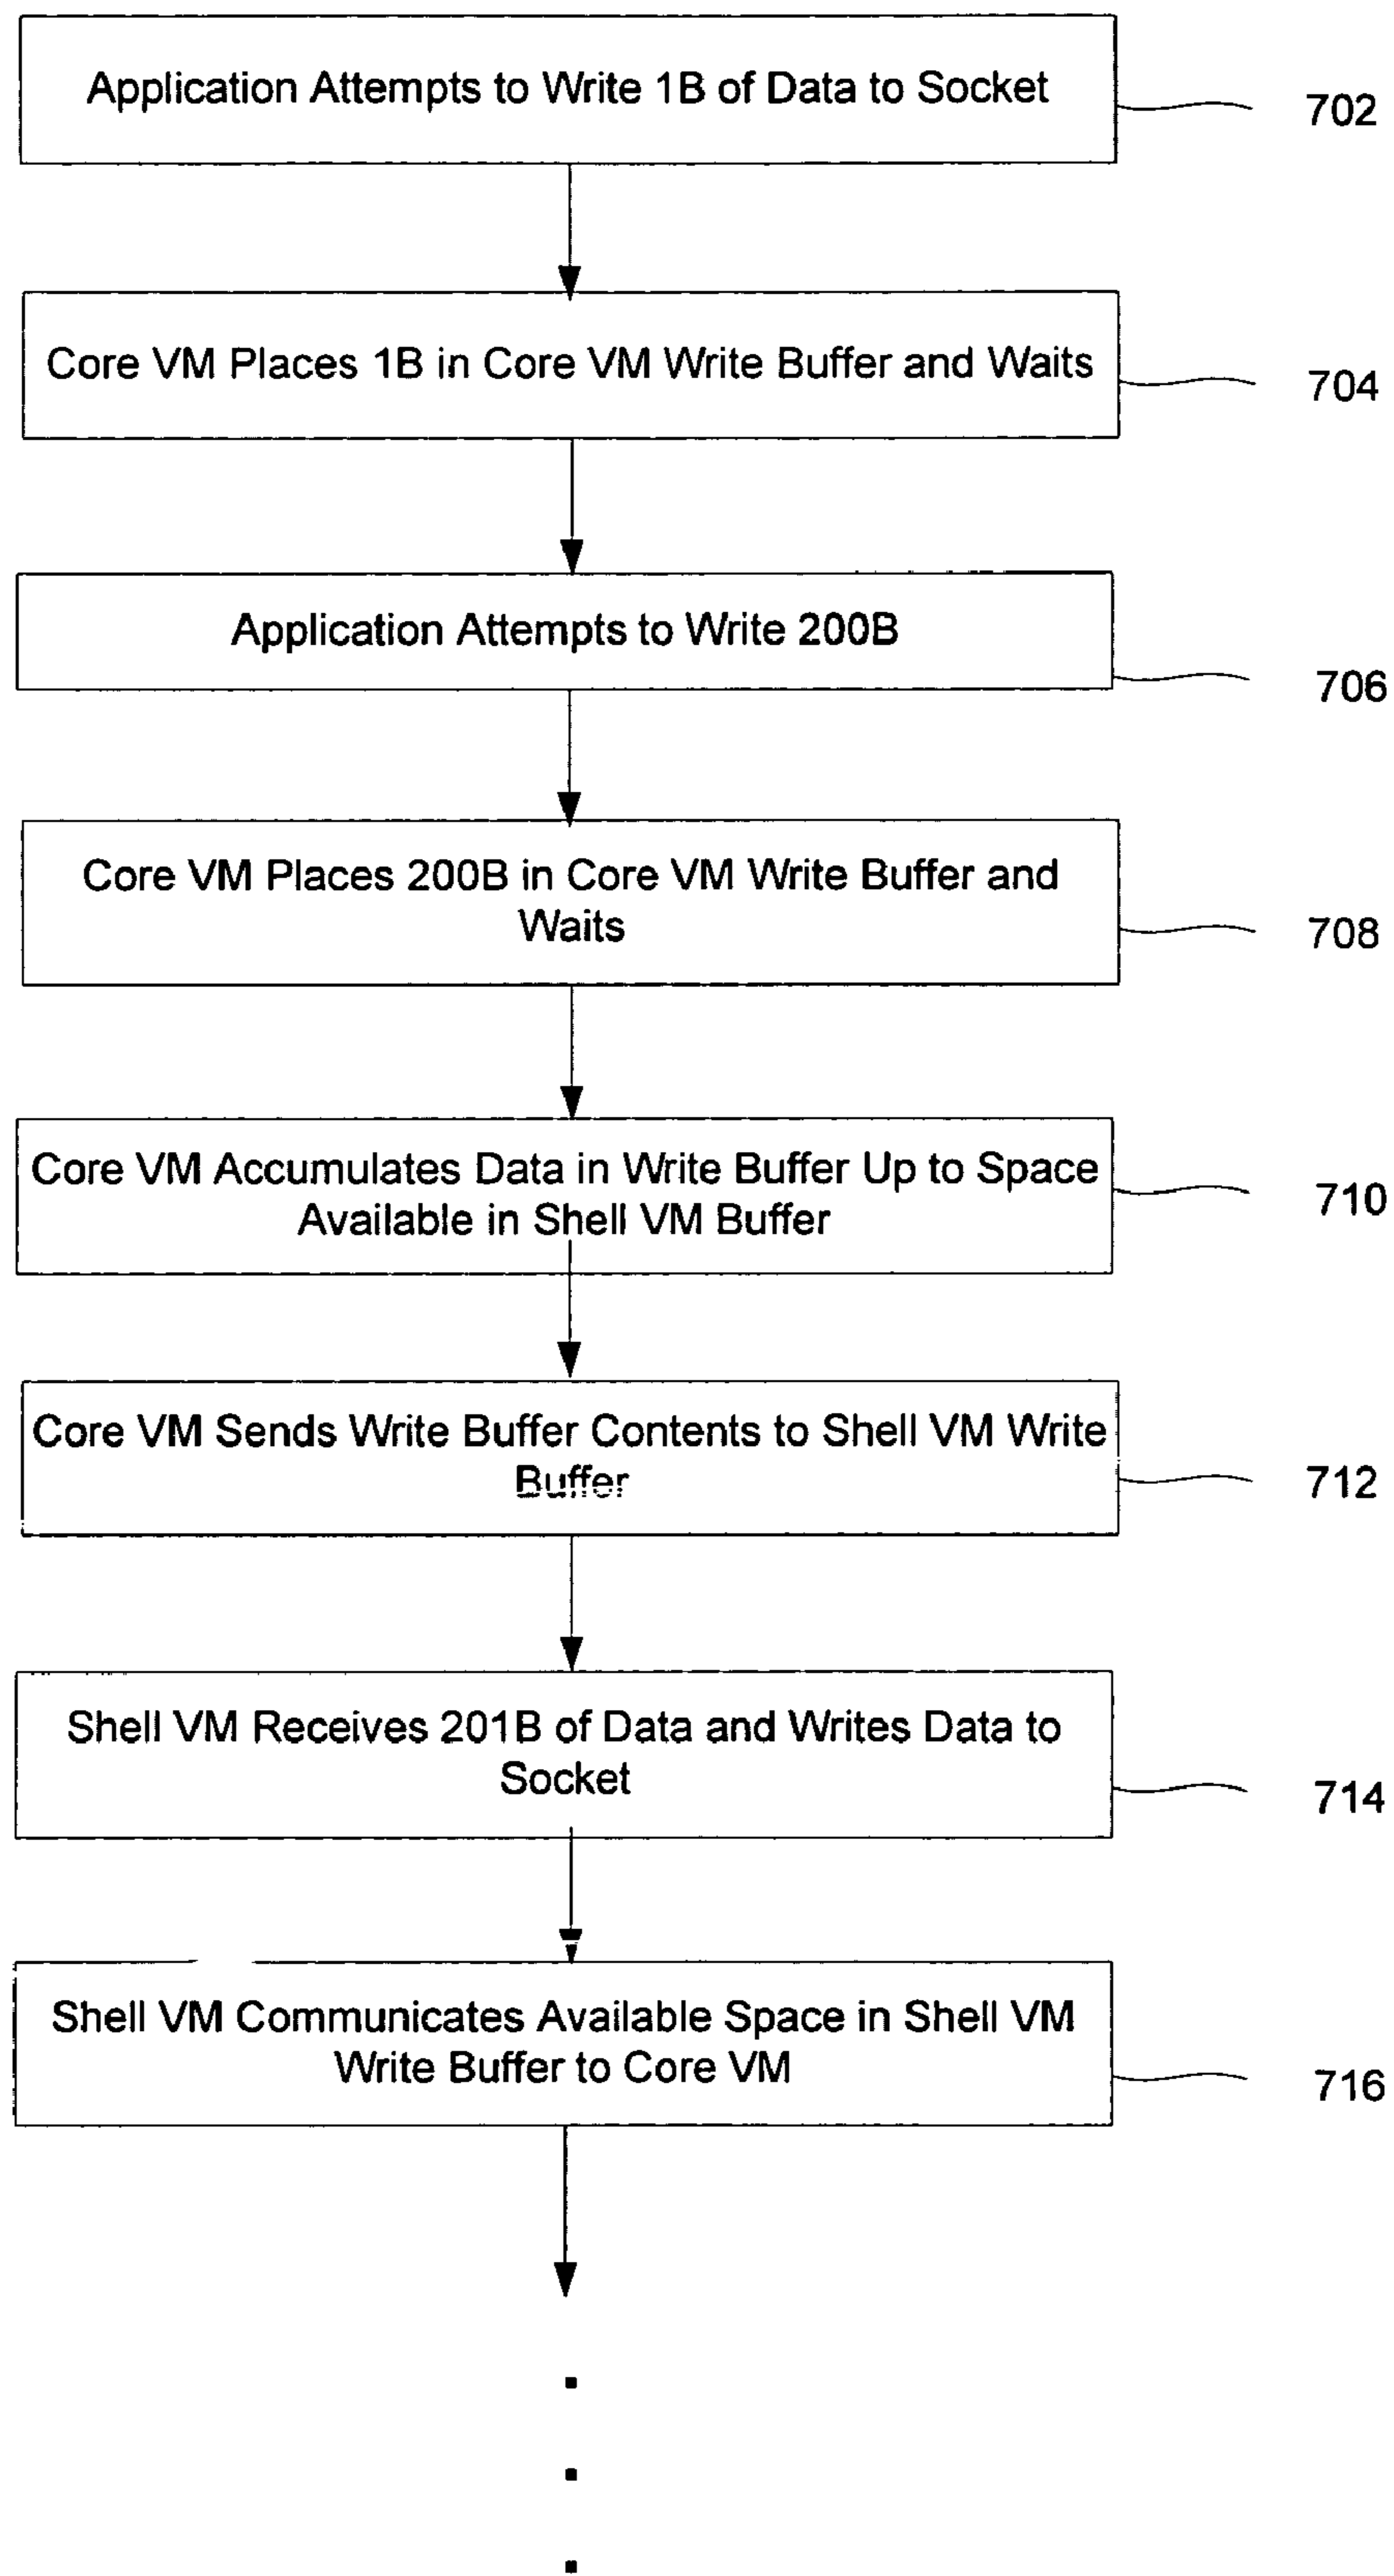 Application Attempts to Write 1B of Data to Socket
702
Core VM Places 1B in Core VM Write Buffer and Waits
704
Application Attempts to Write 200B
706
Core VM Places 200B in Core VM Write Buffer and
Waits
708
Core VM Accumulates Data in Write Buffer Up to Space
Available in Shell VM Buffer
710
Core VM Sends Write Buffer Contents to Shell VM Write
Buffer
712
Shell VM Receives 201B of Data and Writes Data to
Socket
714
Shell VM Communicates Available Space in Shell VM
Write Buffer to Core VM
716